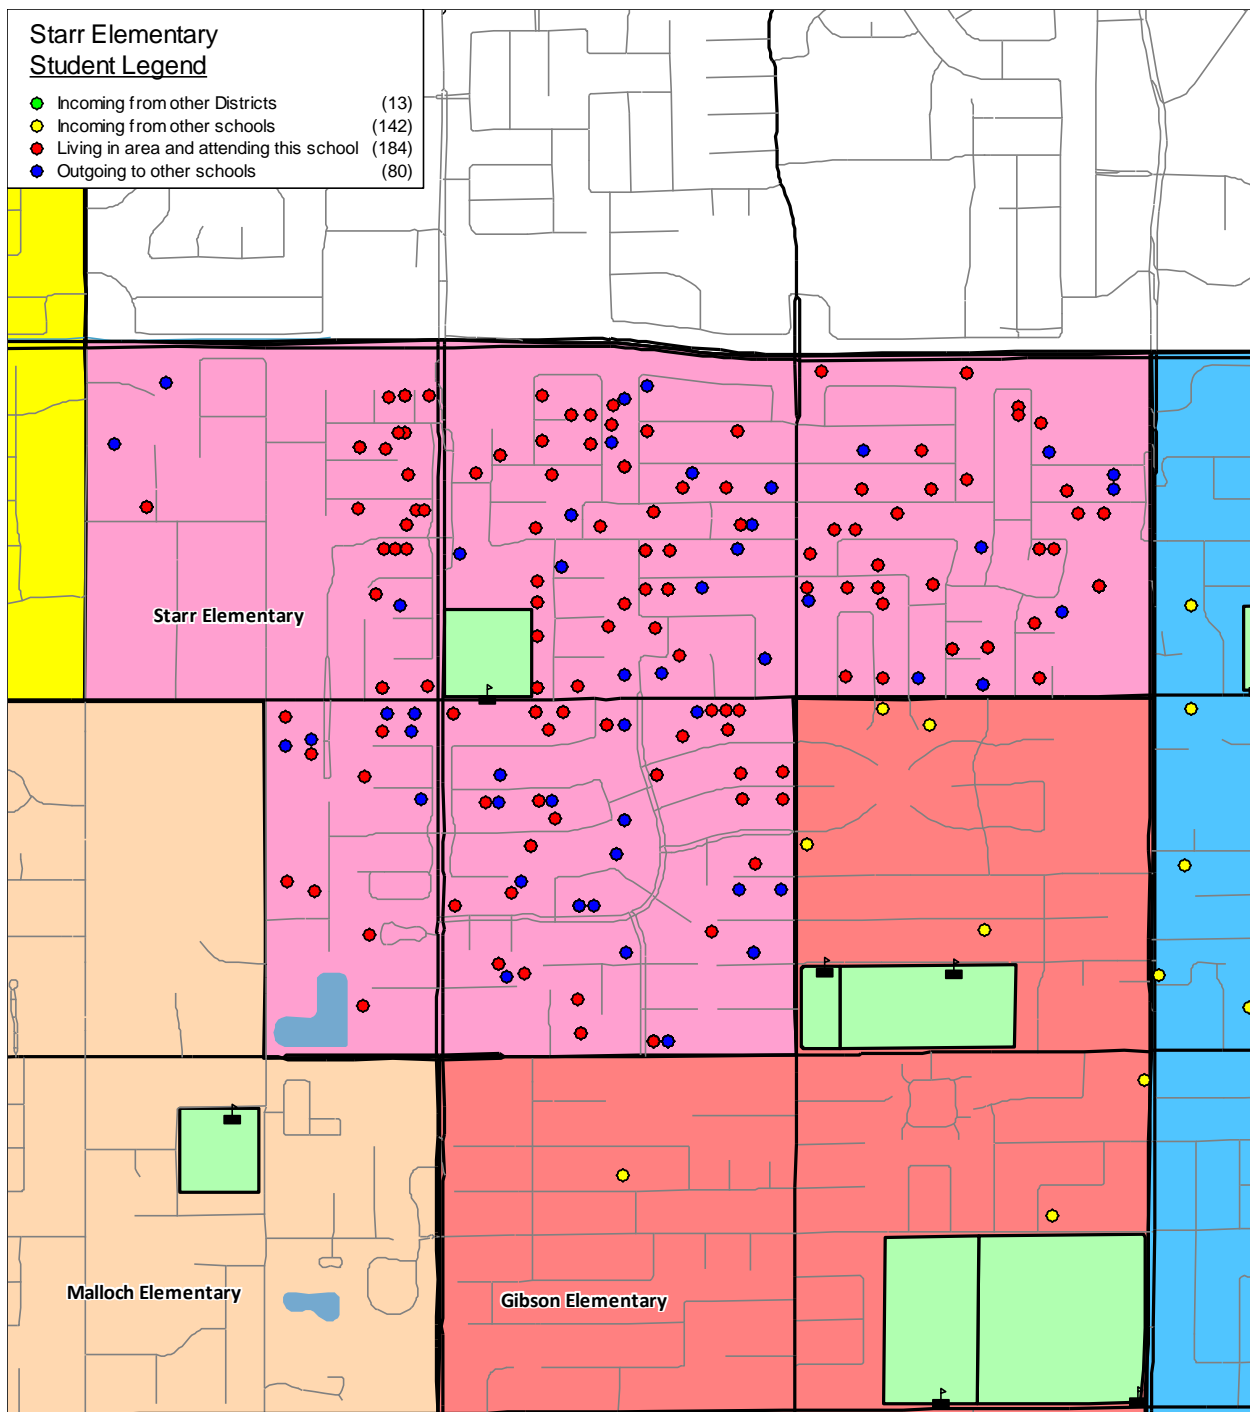 Starr Elementary
Student Legend
Incoming from other Districts (13)
Incoming from other schools (142)
Living in area and attending this school (184)
Outgoing to other schools (80)
Starr Elementary
Malloch Elementary
Gibson Elementary